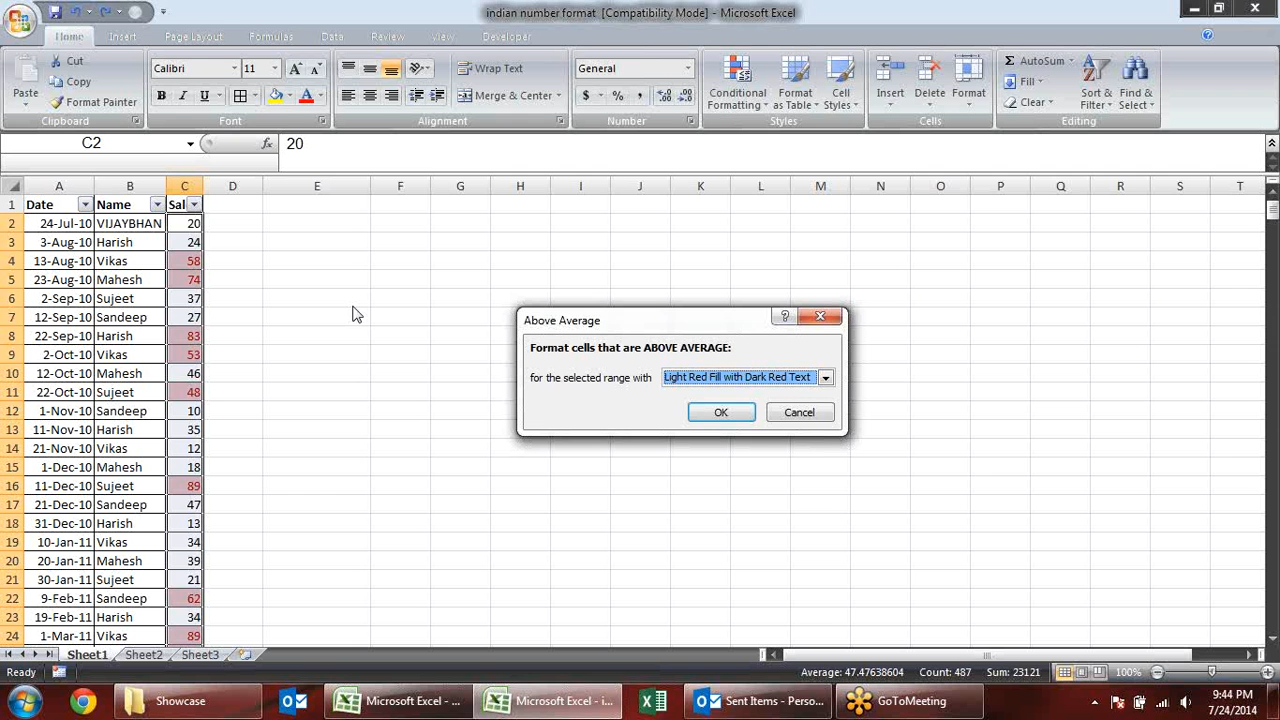 indian number format [Compatibility Mode] - Microsoft Excel
Home Insert Page Layout Formulas Data Review View Developer
Paste
Cut
Copy
Format Painter
Clipboard
Calibri 11
B I U
Font
Wrap Text
Merge & Center
Alignment
General
$ % ,
Number
Conditional Formatting
Format as Table
Cell Styles
Styles
Insert Delete Format
Cells
AutoSum
Fill
Clear
Sort & Filter
Find & Select
Editing
C2 fx 20
A B C D E F G H I J K L M N O P Q R S T
1 Date Name Sal
2 24-Jul-10 VIJAYBHAN 20
3 3-Aug-10 Harish 24
4 13-Aug-10 Vikas 58
5 23-Aug-10 Mahesh 74
6 2-Sep-10 Sujeet 37
7 12-Sep-10 Sandeep 27
8 22-Sep-10 Harish 83
9 2-Oct-10 Vikas 53
10 12-Oct-10 Mahesh 46
11 22-Oct-10 Sujeet 48
12 1-Nov-10 Sandeep 10
13 11-Nov-10 Harish 35
14 21-Nov-10 Vikas 12
15 1-Dec-10 Mahesh 18
16 11-Dec-10 Sujeet 89
17 21-Dec-10 Sandeep 47
18 31-Dec-10 Harish 13
19 10-Jan-11 Vikas 34
20 20-Jan-11 Mahesh 39
21 30-Jan-11 Sujeet 21
22 9-Feb-11 Sandeep 62
23 19-Feb-11 Harish 34
24 1-Mar-11 Vikas 89
Above Average
Format cells that are ABOVE AVERAGE:
for the selected range with Light Red Fill with Dark Red Text
OK Cancel
Sheet1 Sheet2 Sheet3
Ready Average: 47.47638604 Count: 487 Sum: 23121 100%
Showcase Microsoft Excel - ... Microsoft Excel - i... Sent Items - Perso... GoToMeeting
9:44 PM
7/24/2014